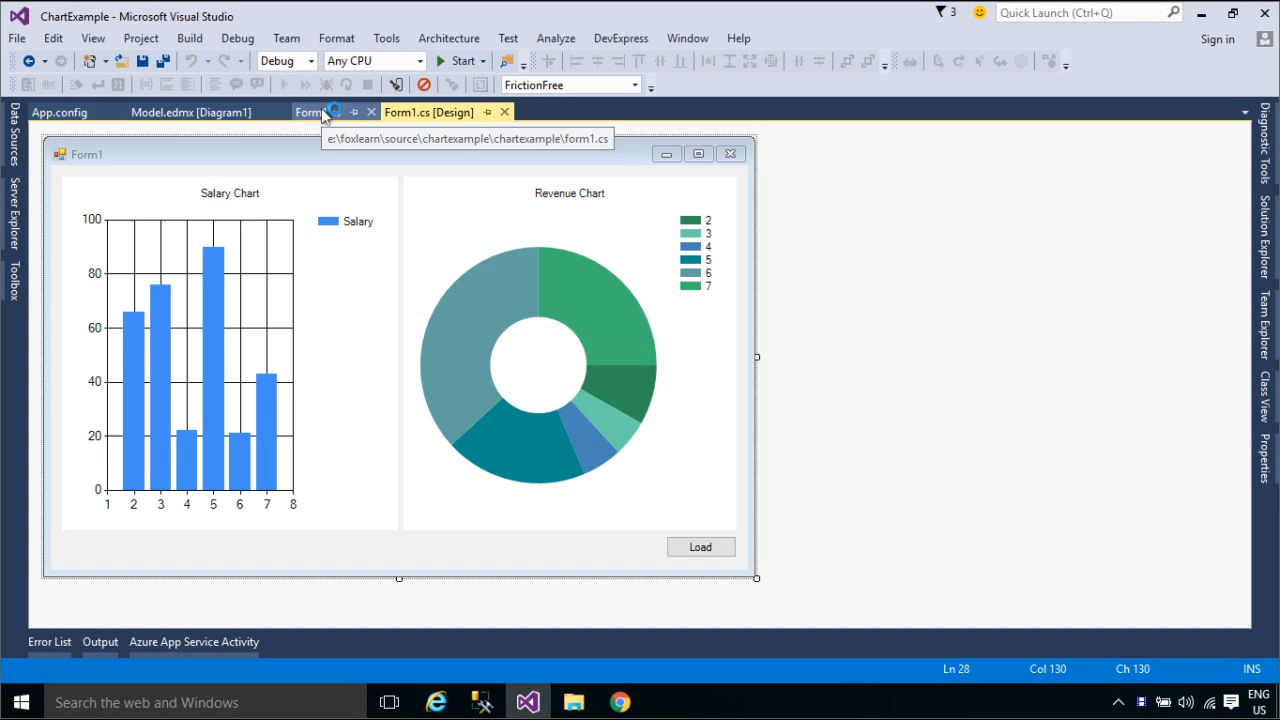 ChartExample - Microsoft Visual Studio
3
Quick Launch (Ctrl+Q)
File Edit View Project Build Debug Team Format Tools Architecture Test Analyze DevExpress Window Help
Sign in
Debug Any CPU Start
FrictionFree
App.config Model.edmx [Diagram1] Form Form1.cs [Design]
e:\foxlearn\source\chartexample\chartexample\form1.cs
Data Sources
Server Explorer
Toolbox
Form1
Salary Chart
100
80
60
40
20
0
1 2 3 4 5 6 7 8
Salary
Revenue Chart
2
3
4
5
6
7
Load
Diagnostic Tools
Solution Explorer
Team Explorer
Class View
Properties
Error List Output Azure App Service Activity
Ln 28 Col 130 Ch 130 INS
Search the web and Windows
ENG
US